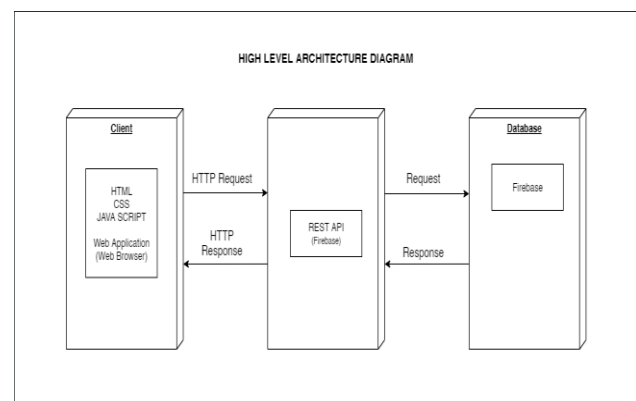 HIGH LEVEL ARCHITECTURE DIAGRAM
Client
HTML
CSS
JAVA SCRIPT
Web Application
(Web Browser)
HTTP Request
HTTP
Response
REST API
(Firebase)
Request
Response
Database
Firebase